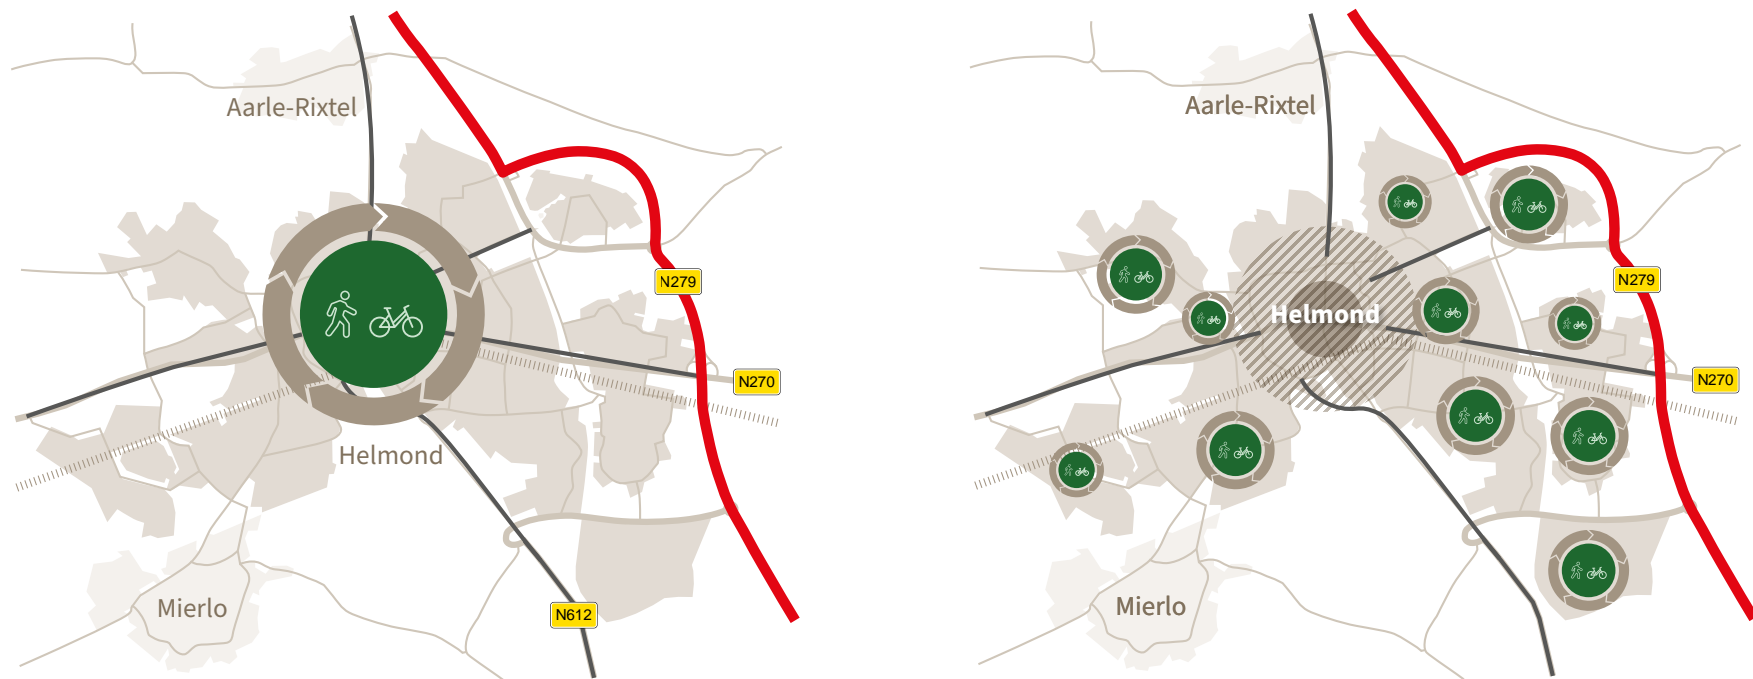 Aarle-Rixtel
N279
N270
Helmond
Mierlo
N612
Aarle-Rixtel
N279
Helmond
N270
Mierlo